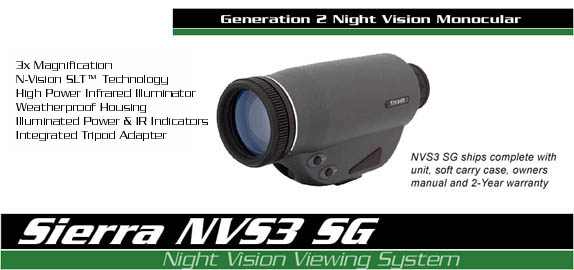 Generation 2 Night Vision Monocular
3x Magnification
N-Vision SLT™ Technology
High Power Infrared Illuminator
Weatherproof Housing
Illuminated Power & IR Indicators
Integrated Tripod Adapter
NVS3 SG ships complete with
unit, soft carry case, owners
manual and 2-Year warranty
Sierra NVS3 SG
Night Vision Viewing System